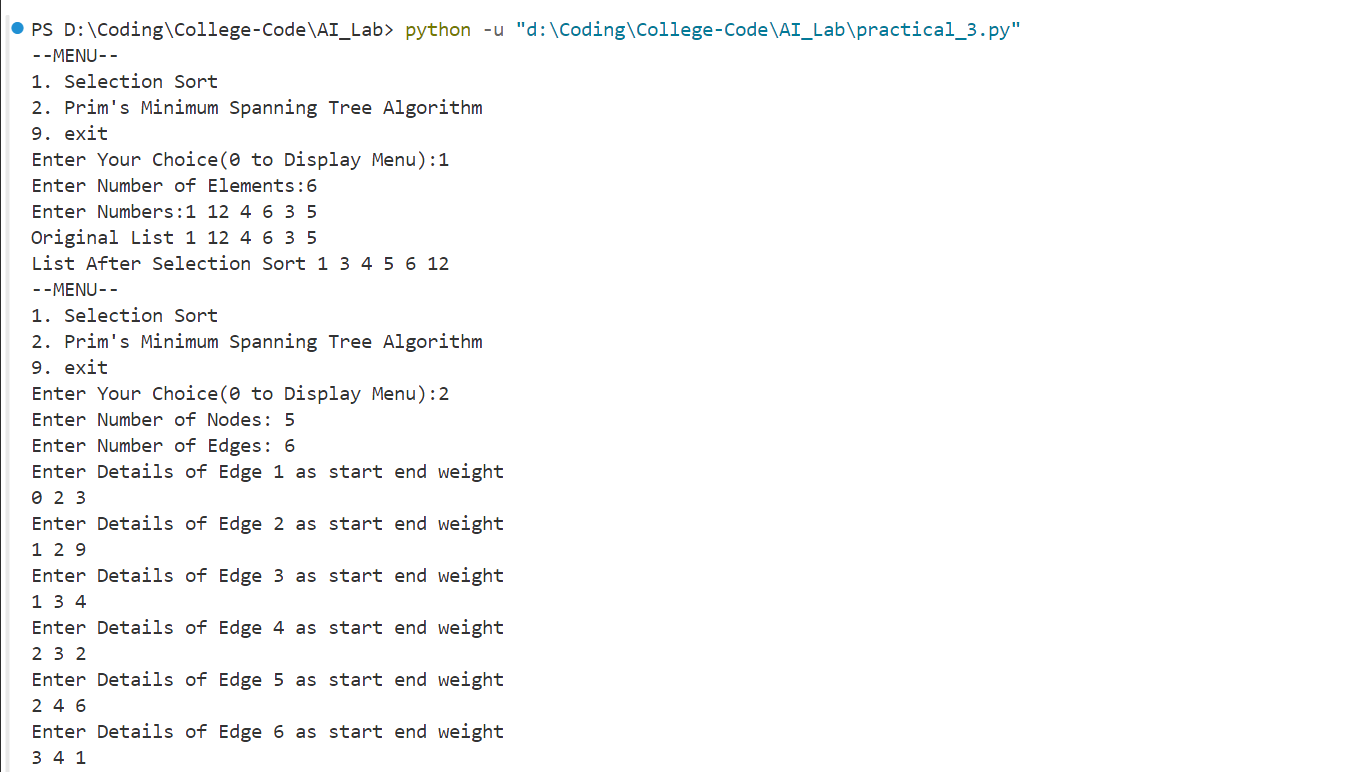 PS D:\Coding\College-Code\AI_Lab> python -u "d:\Coding\College-Code\AI_Lab\practical_3.py"
--MENU--
1. Selection Sort
2. Prim's Minimum Spanning Tree Algorithm
9. exit
Enter Your Choice(0 to Display Menu):1
Enter Number of Elements:6
Enter Numbers:1 12 4 6 3 5
Original List 1 12 4 6 3 5
List After Selection Sort 1 3 4 5 6 12
--MENU--
1. Selection Sort
2. Prim's Minimum Spanning Tree Algorithm
9. exit
Enter Your Choice(0 to Display Menu):2
Enter Number of Nodes: 5
Enter Number of Edges: 6
Enter Details of Edge 1 as start end weight
0 2 3
Enter Details of Edge 2 as start end weight
1 2 9
Enter Details of Edge 3 as start end weight
1 3 4
Enter Details of Edge 4 as start end weight
2 3 2
Enter Details of Edge 5 as start end weight
2 4 6
Enter Details of Edge 6 as start end weight
3 4 1